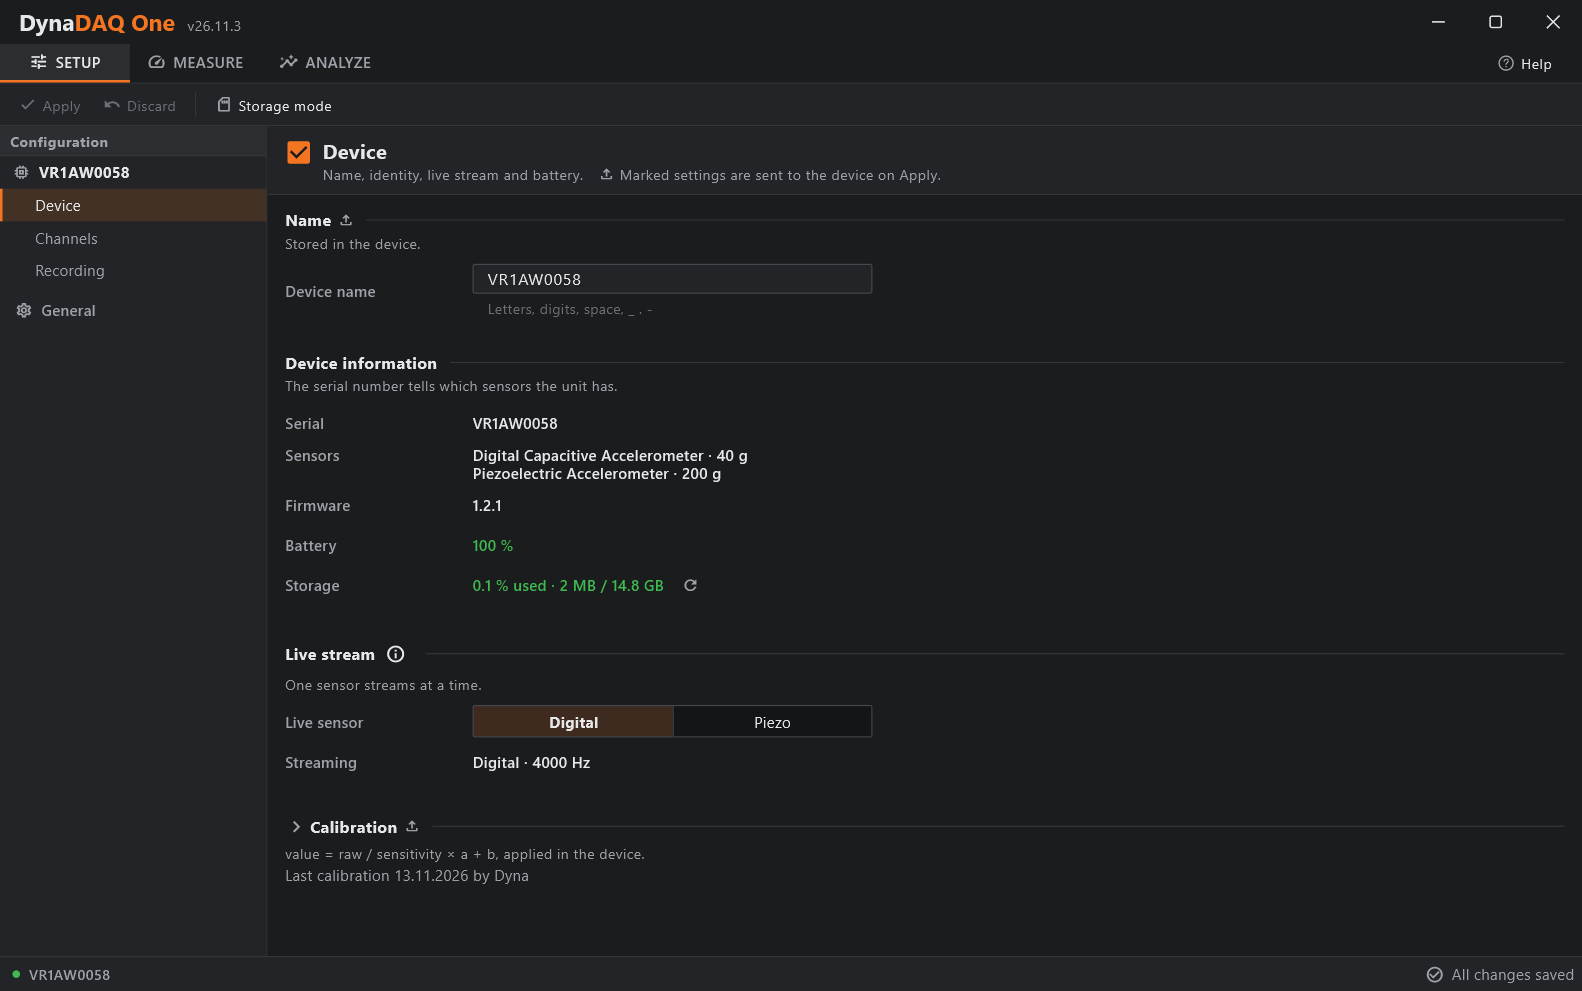 DynaDAQ One v26.11.3
SETUP
MEASURE
ANALYZE
Help
Apply
Discard
Storage mode
Configuration
VR1AW0058
Device
Channels
Recording
General
Device
Name, identity, live stream and battery. Marked settings are sent to the device on Apply.
Name
Stored in the device.
Device name
VR1AW0058
Letters, digits, space, _ . -
Device information
The serial number tells which sensors the unit has.
Serial VR1AW0058
Sensors Digital Capacitive Accelerometer · 40 g
Piezoelectric Accelerometer · 200 g
Firmware 1.2.1
Battery 100 %
Storage 0.1 % used · 2 MB / 14.8 GB
Live stream
One sensor streams at a time.
Live sensor Digital Piezo
Streaming Digital · 4000 Hz
Calibration
value = raw / sensitivity × a + b, applied in the device.
Last calibration 13.11.2026 by Dyna
VR1AW0058
All changes saved